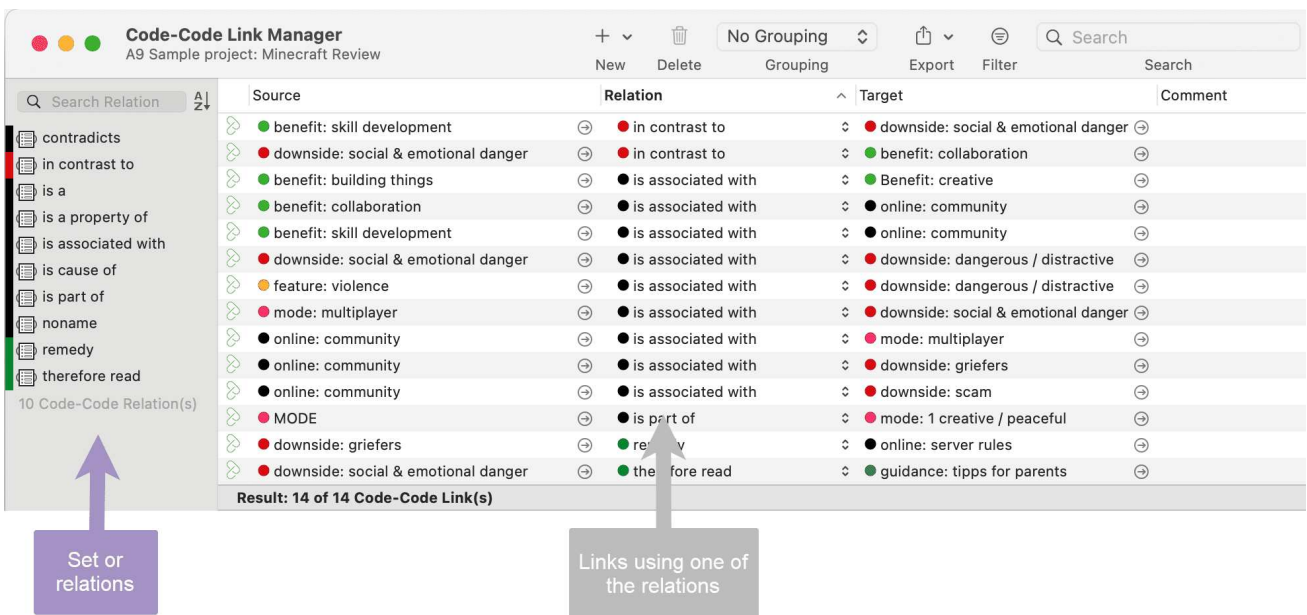 Code-Code Link Manager
A9 Sample project: Minecraft Review
New
Delete
No Grouping
Grouping
Export
Filter
Search
Search
Search Relation
A
Z
contradicts
in contrast to
is a
is a property of
is associated with
is cause of
is part of
noname
remedy
therefore read
10 Code-Code Relation(s)
Source Relation Target Comment
benefit: skill development in contrast to downside: social & emotional danger
downside: social & emotional danger in contrast to benefit: collaboration
benefit: building things is associated with Benefit: creative
benefit: collaboration is associated with online: community
benefit: skill development is associated with online: community
downside: social & emotional danger is associated with downside: dangerous / distractive
feature: violence is associated with downside: dangerous / distractive
mode: multiplayer is associated with downside: social & emotional danger
online: community is associated with mode: multiplayer
online: community is associated with downside: griefers
online: community is associated with downside: scam
MODE is part of mode: 1 creative / peaceful
downside: griefers online: server rules
downside: social & emotional danger read guidance: tipps for parents
Result: 14 of 14 Code-Code Link(s)
Set or
relations
Links using one of
the relations